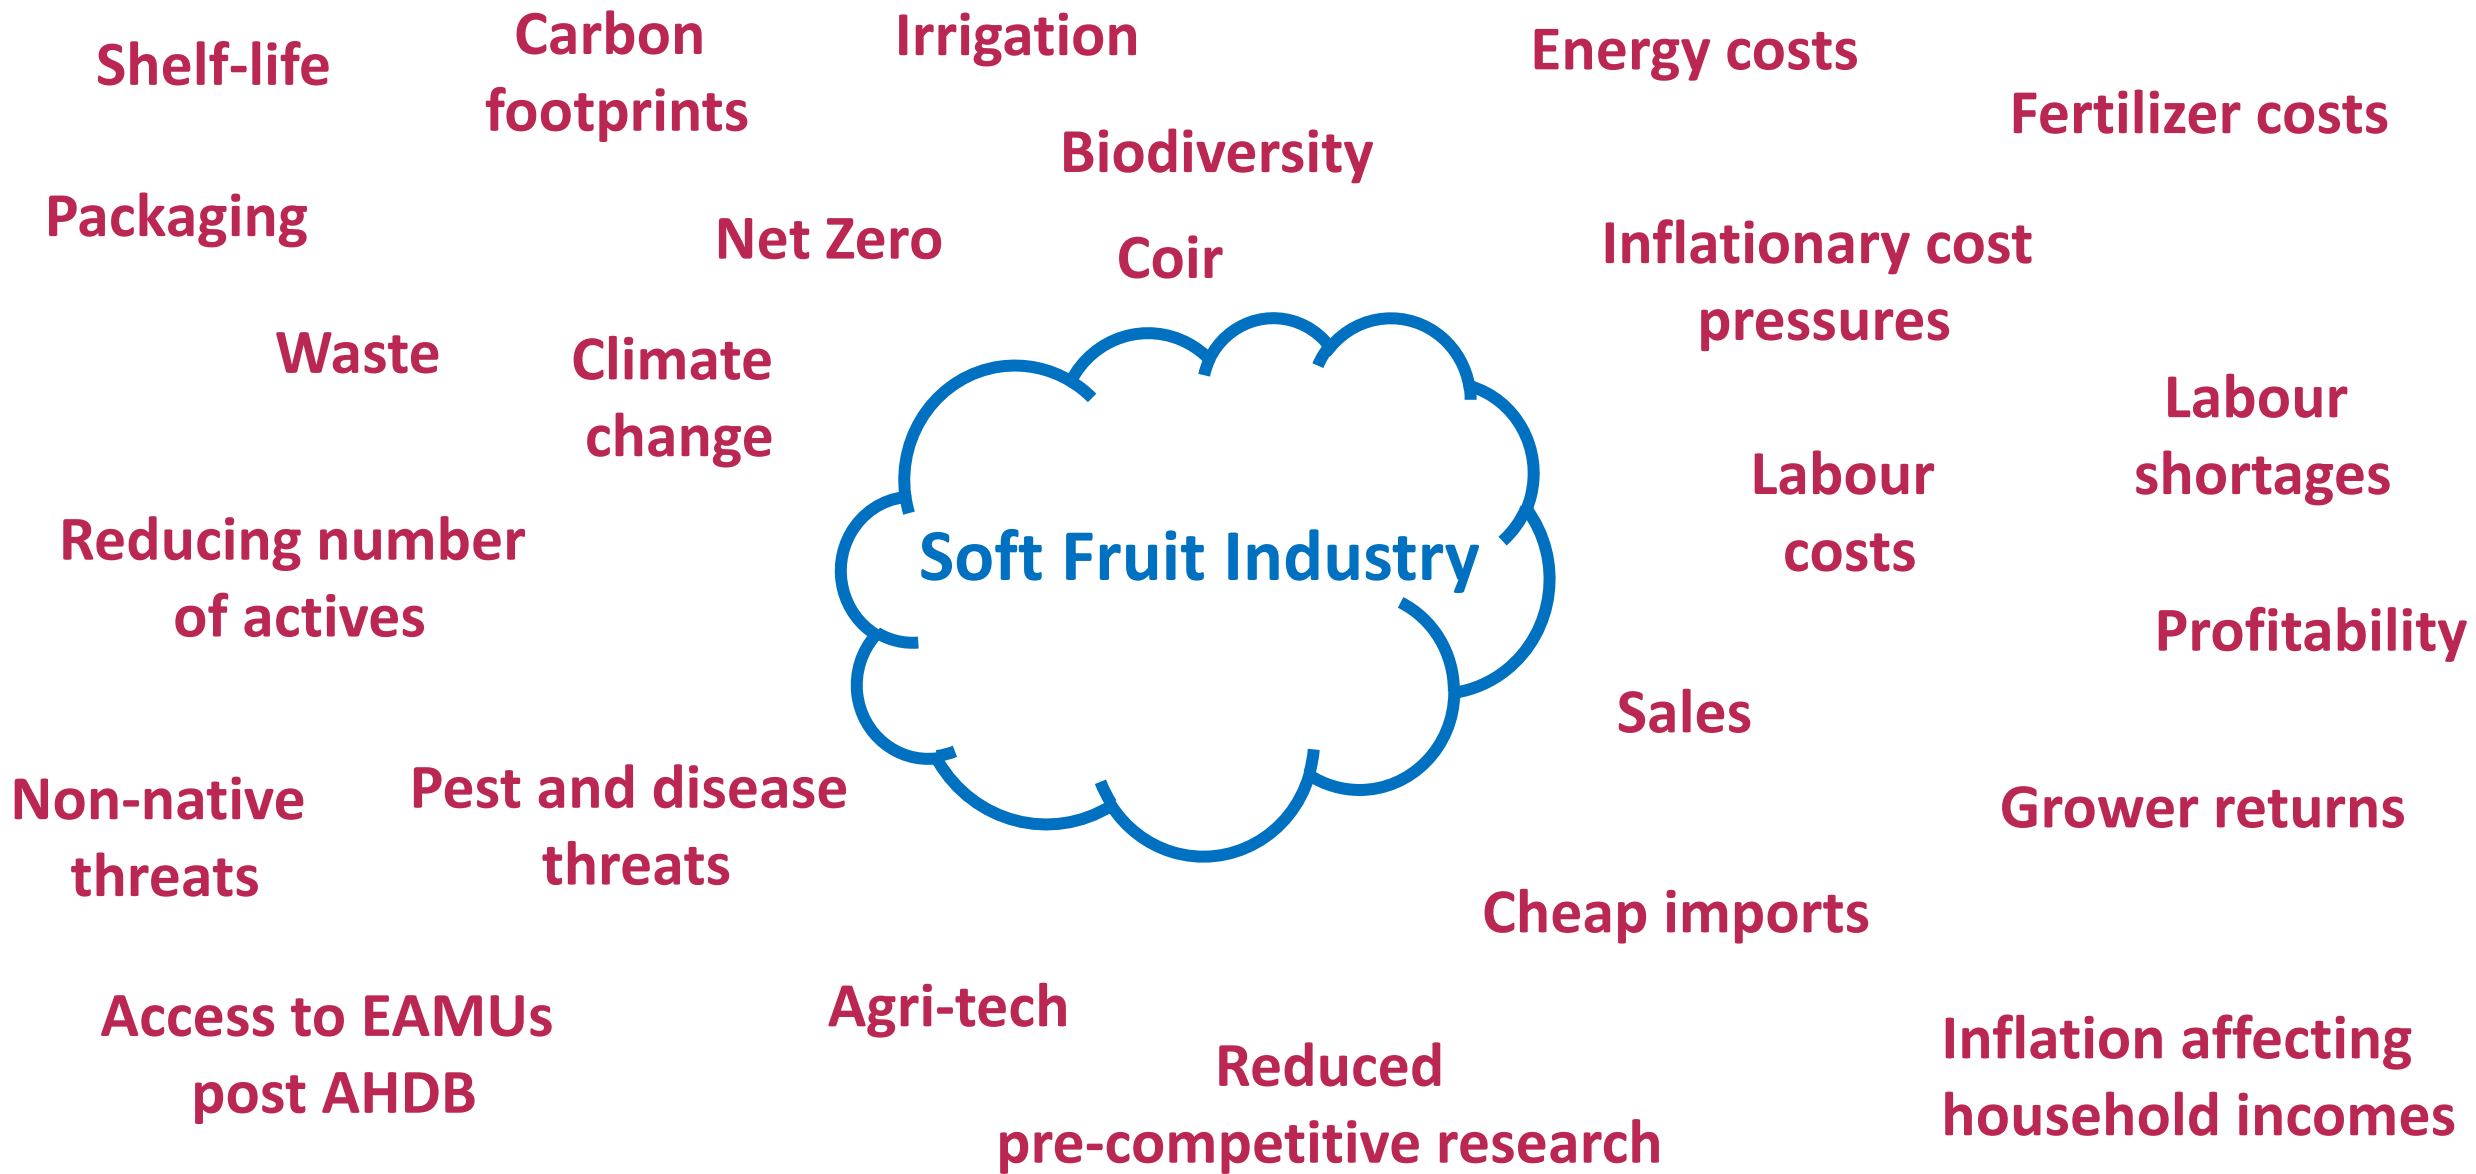 Shelf-life
Carbon
footprints
Irrigation
Energy costs
Fertilizer costs
Biodiversity
Packaging
Net Zero
Coir
Inflationary cost
pressures
Waste
Climate
change
Labour
shortages
Labour
costs
Reducing number
of actives
Soft Fruit Industry
Profitability
Sales
Non-native
threats
Pest and disease
threats
Grower returns
Cheap imports
Access to EAMUs
post AHDB
Agri-tech
Reduced
pre-competitive research
Inflation affecting
household incomes